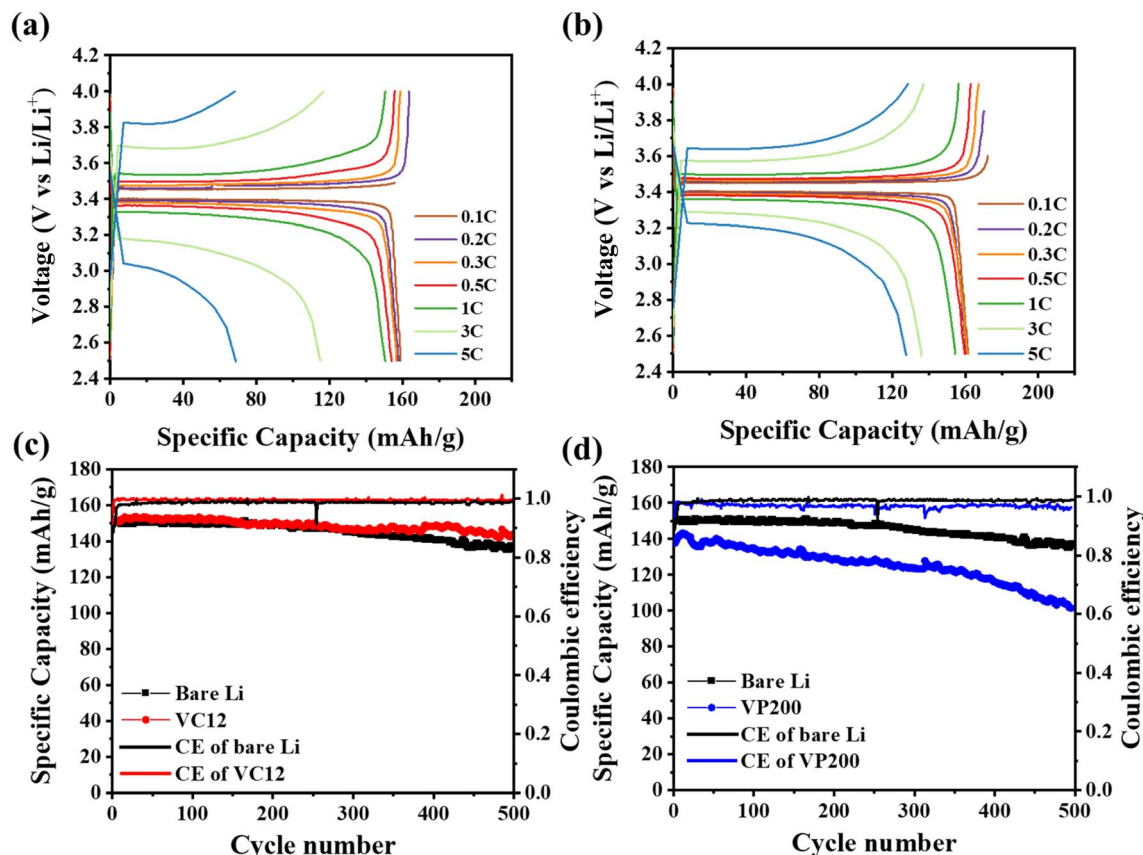 (a)
4.2
4.0
3.8
3.6
3.4
3.2
3.0
2.8
2.6
2.4
Voltage (V vs Li/Li⁺)
0.1C
0.2C
0.3C
0.5C
1C
3C
5C
0 40 80 120 160 200
Specific Capacity (mAh/g)
(b)
4.2
4.0
3.8
3.6
3.4
3.2
3.0
2.8
2.6
2.4
Voltage (V vs Li/Li⁺)
0.1C
0.2C
0.3C
0.5C
1C
3C
5C
0 40 80 120 160 200
Specific Capacity (mAh/g)
(c)
180
160
140
120
100
80
60
40
20
0
Specific Capacity (mAh/g)
1.0
0.8
0.6
0.4
0.2
0.0
Coulombic efficiency
Bare Li
VC12
CE of bare Li
CE of VC12
0 100 200 300 400 500
Cycle number
(d)
180
160
140
120
100
80
60
40
20
0
Specific Capacity (mAh/g)
1.0
0.8
0.6
0.4
0.2
0.0
Coulombic efficiency
Bare Li
VP200
CE of bare Li
CE of VP200
0 100 200 300 400 500
Cycle number